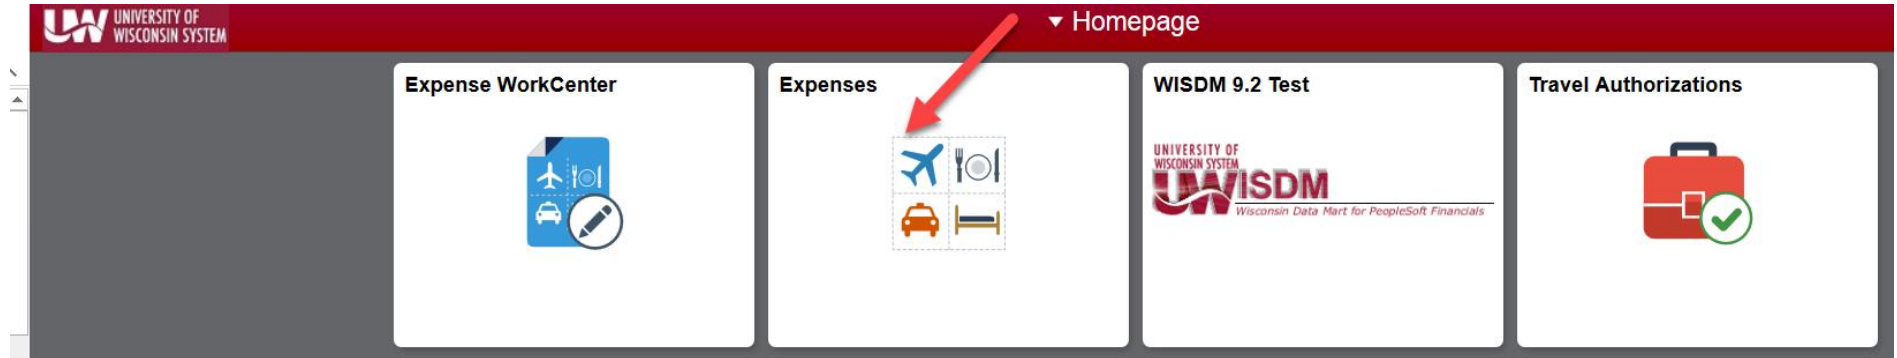 UW UNIVERSITY OF
WISCONSIN SYSTEM
Homepage
Expense WorkCenter
Expenses
WISDM 9.2 Test
Travel Authorizations
UNIVERSITY OF
WISCONSIN SYSTEM
UWISDM
Wisconsin Data Mart for PeopleSoft Financials